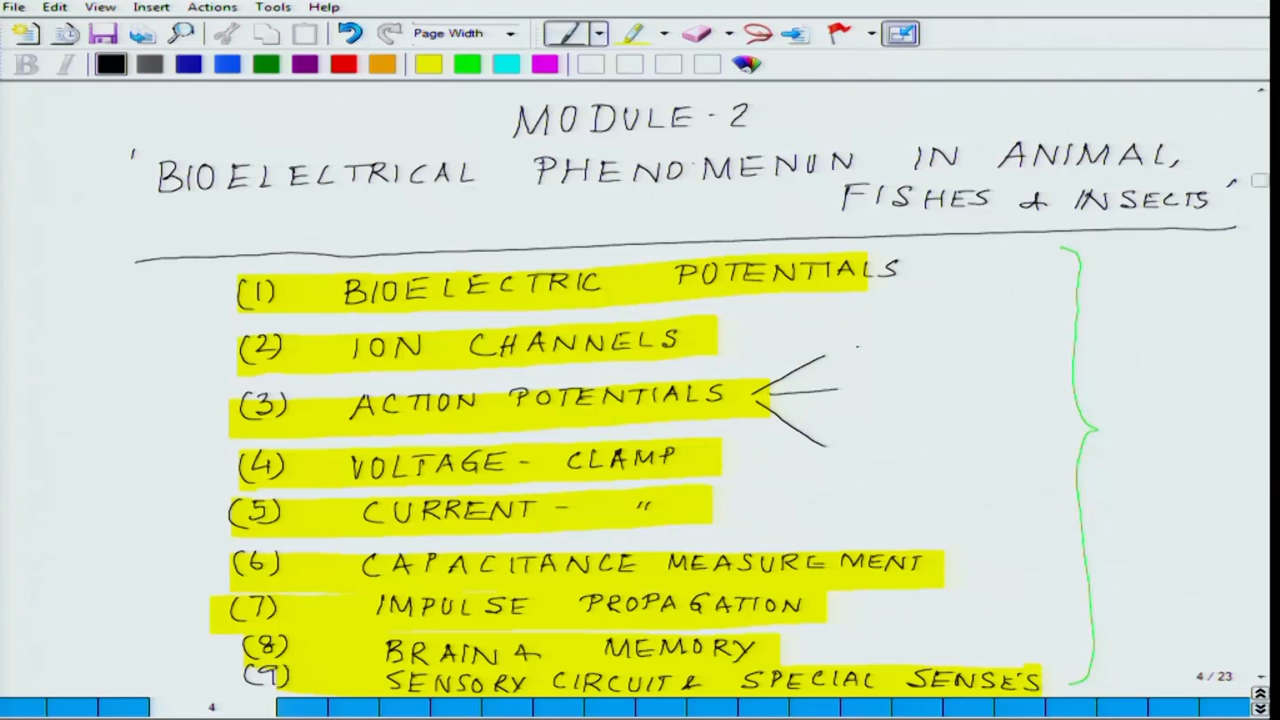 File Edit View Insert Actions Tools Help
Page Width
B I
MODULE-2
'BIOELECTRICAL PHENOMENUN IN ANIMAL,
FISHES & INSECTS'
(1) BIOELECTRIC POTENTIALS
(2) ION CHANNELS
(3) ACTION POTENTIALS
(4) VOLTAGE- CLAMP
(5) CURRENT- "
(6) CAPACITANCE MEASUREMENT
(7) IMPULSE PROPAGATION
(8) BRAIN & MEMORY
(9) SENSORY CIRCUIT & SPECIAL SENSE'S
4 / 23
4